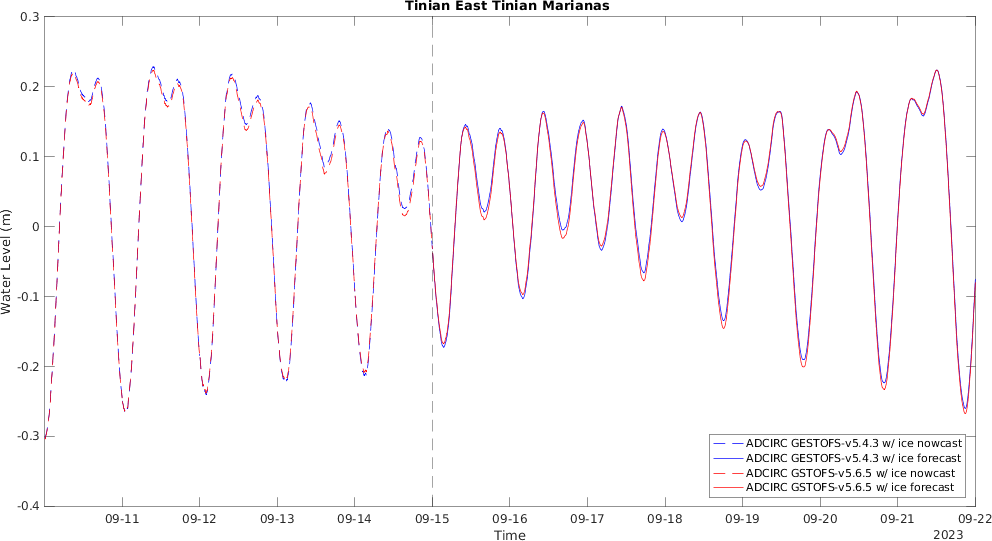 Tinian East Tinian Marianas
0.3
0.2
0.1
0
-0.1
-0.2
-0.3
-0.4
Water Level (m)
ADCIRC GESTOFS-v5.4.3 w/ ice nowcast
ADCIRC GESTOFS-v5.4.3 w/ ice forecast
ADCIRC GSTOFS-v5.6.5 w/ ice nowcast
ADCIRC GSTOFS-v5.6.5 w/ ice forecast
09-11 09-12 09-13 09-14 09-15 09-16 09-17 09-18 09-19 09-20 09-21 09-22
Time
2023